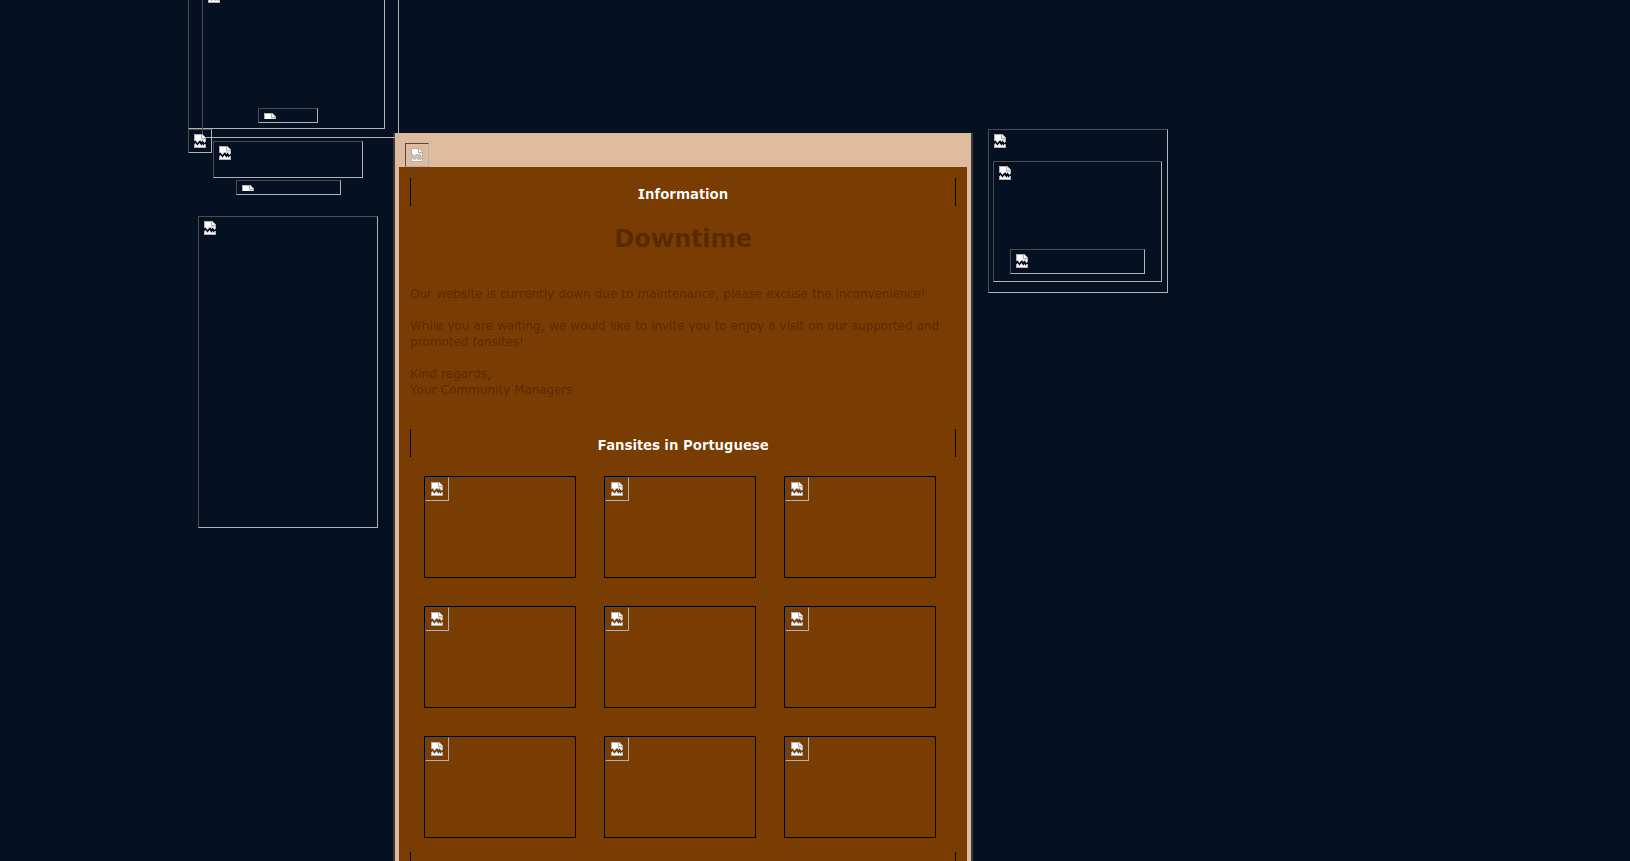 Information
Downtime
Our website is currently down due to maintenance, please excuse the inconvenience!
While you are waiting, we would like to invite you to enjoy a visit on our supported and
promoted fansites!
Kind regards,
Your Community Managers
Fansites in Portuguese